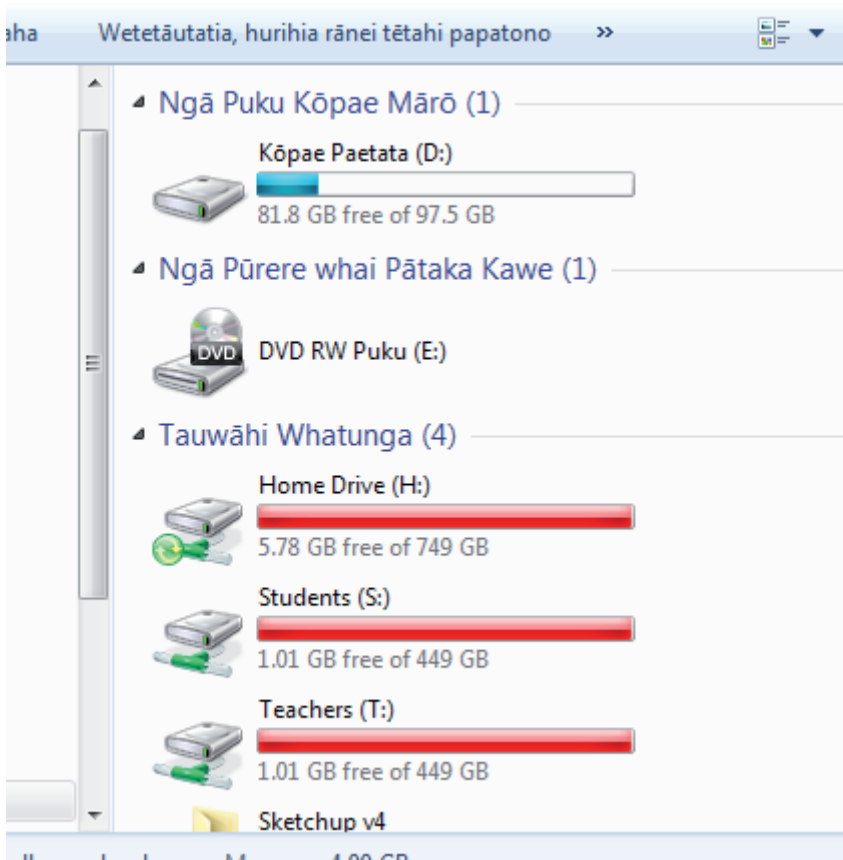 Wetetāutatia, hurihia rānei tētahi papatono »
Ngā Puku Kōpae Mārō (1)
Kōpae Paetata (D:)
81.8 GB free of 97.5 GB
Ngā Pūrere whai Pātaka Kawe (1)
DVD
DVD RW Puku (E:)
Tauwāhi Whatunga (4)
Home Drive (H:)
5.78 GB free of 749 GB
Students (S:)
1.01 GB free of 449 GB
Teachers (T:)
1.01 GB free of 449 GB
Sketchup v4